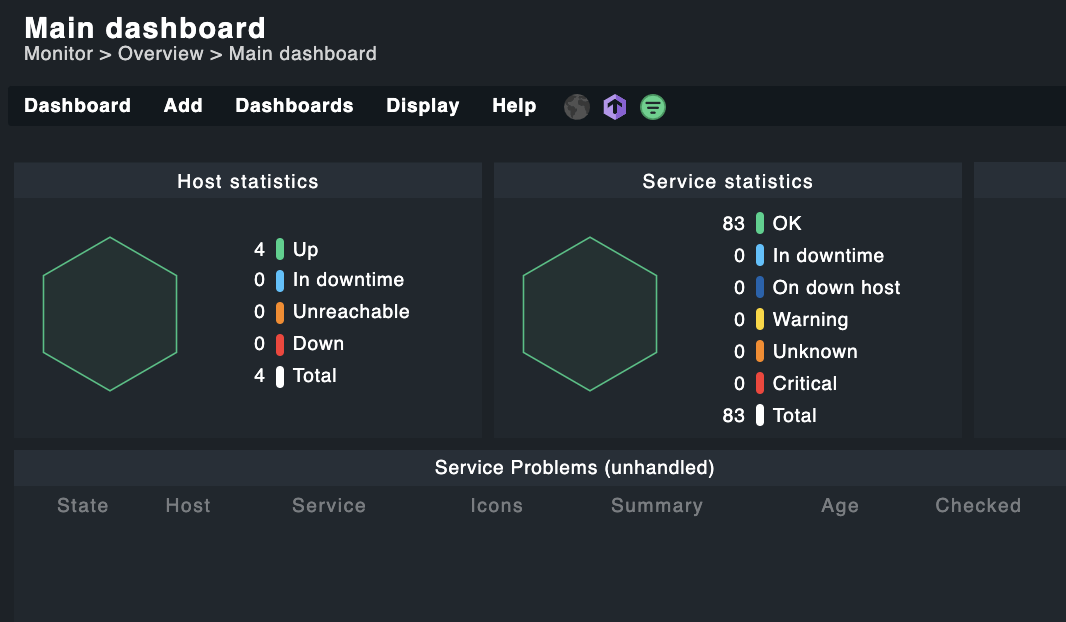 Main dashboard
Monitor > Overview > Main dashboard
Dashboard Add Dashboards Display Help
Host statistics
4 Up
0 In downtime
0 Unreachable
0 Down
4 Total
Service statistics
83 OK
0 In downtime
0 On down host
0 Warning
0 Unknown
0 Critical
83 Total
Service Problems (unhandled)
State Host Service Icons Summary Age Checked